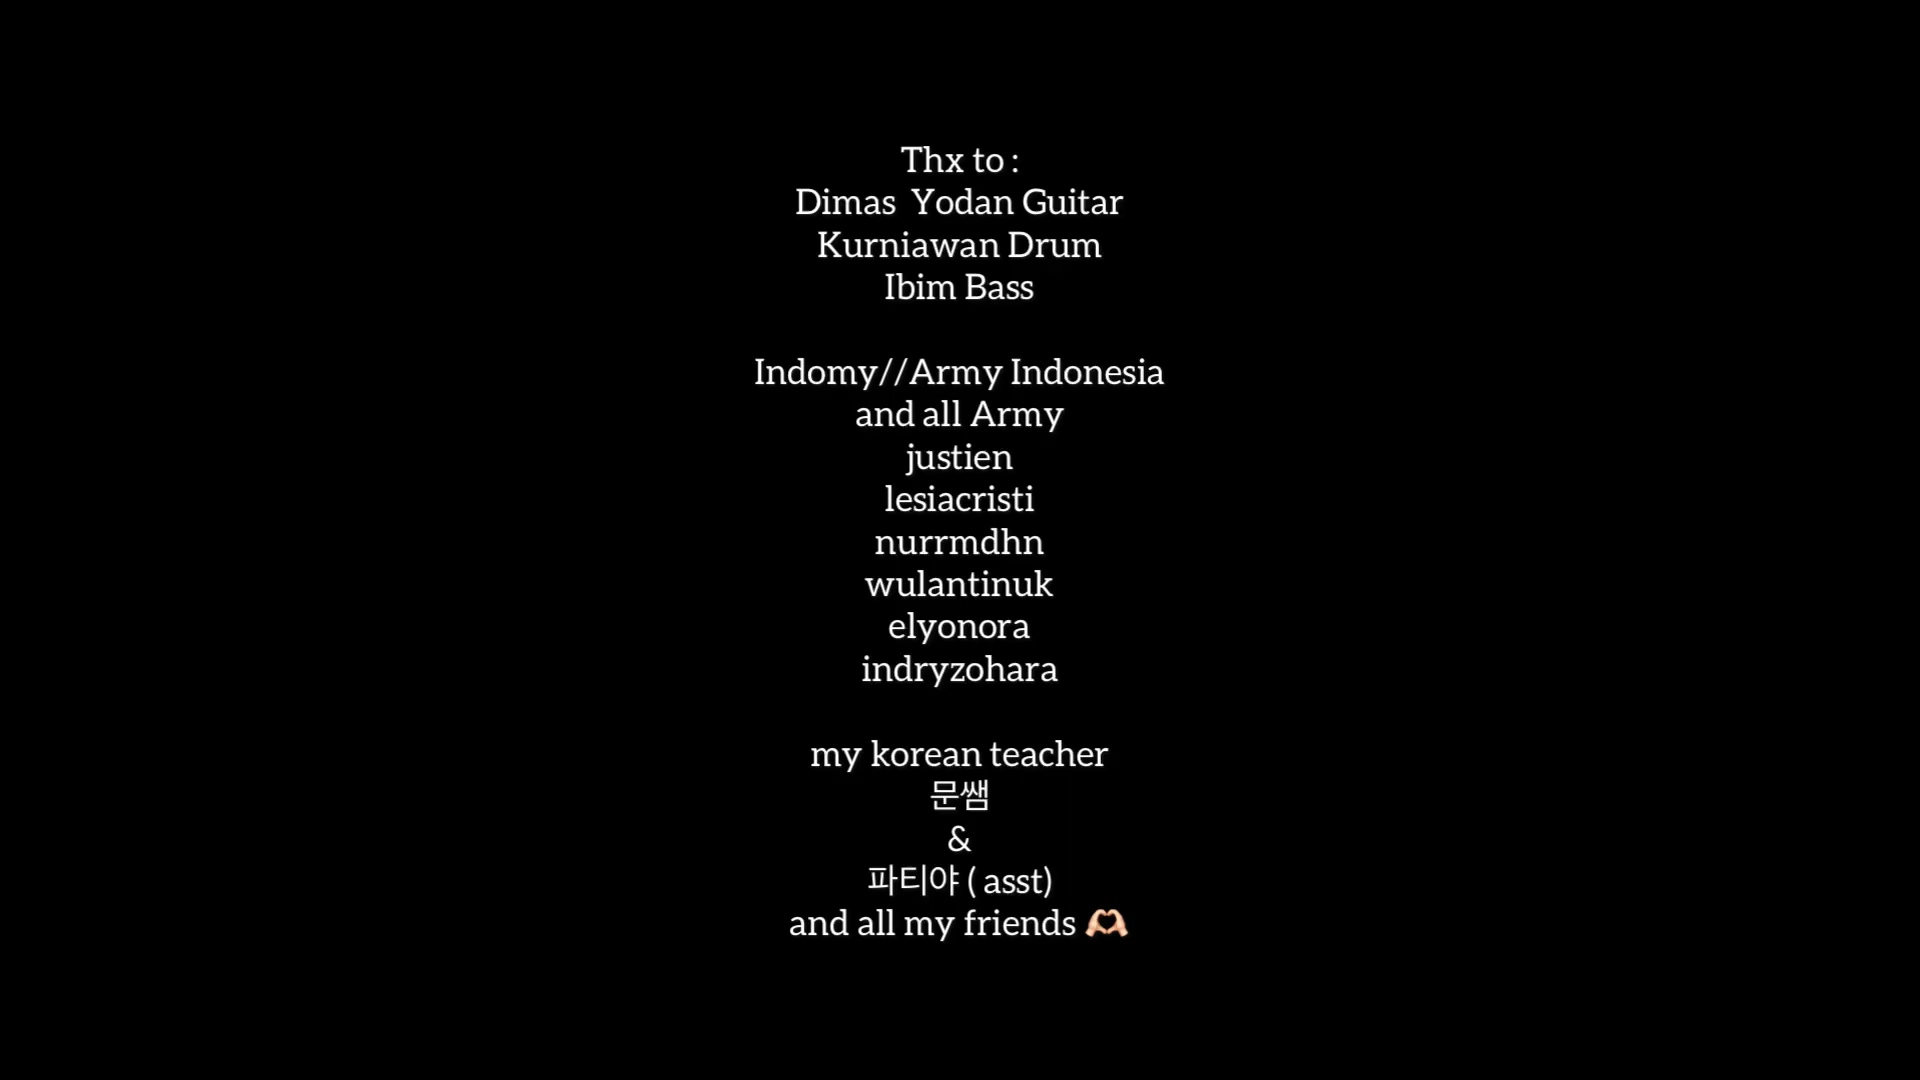 Thx to :
Dimas  Yodan Guitar
Kurniawan Drum
Ibim Bass
Indomy//Army Indonesia
and all Army
justien
lesiacristi
nurrmdhn
wulantinuk
elyonora
indryzohara
my korean teacher
문쌤
&
파티야 ( asst)
and all my friends 🫶🏻